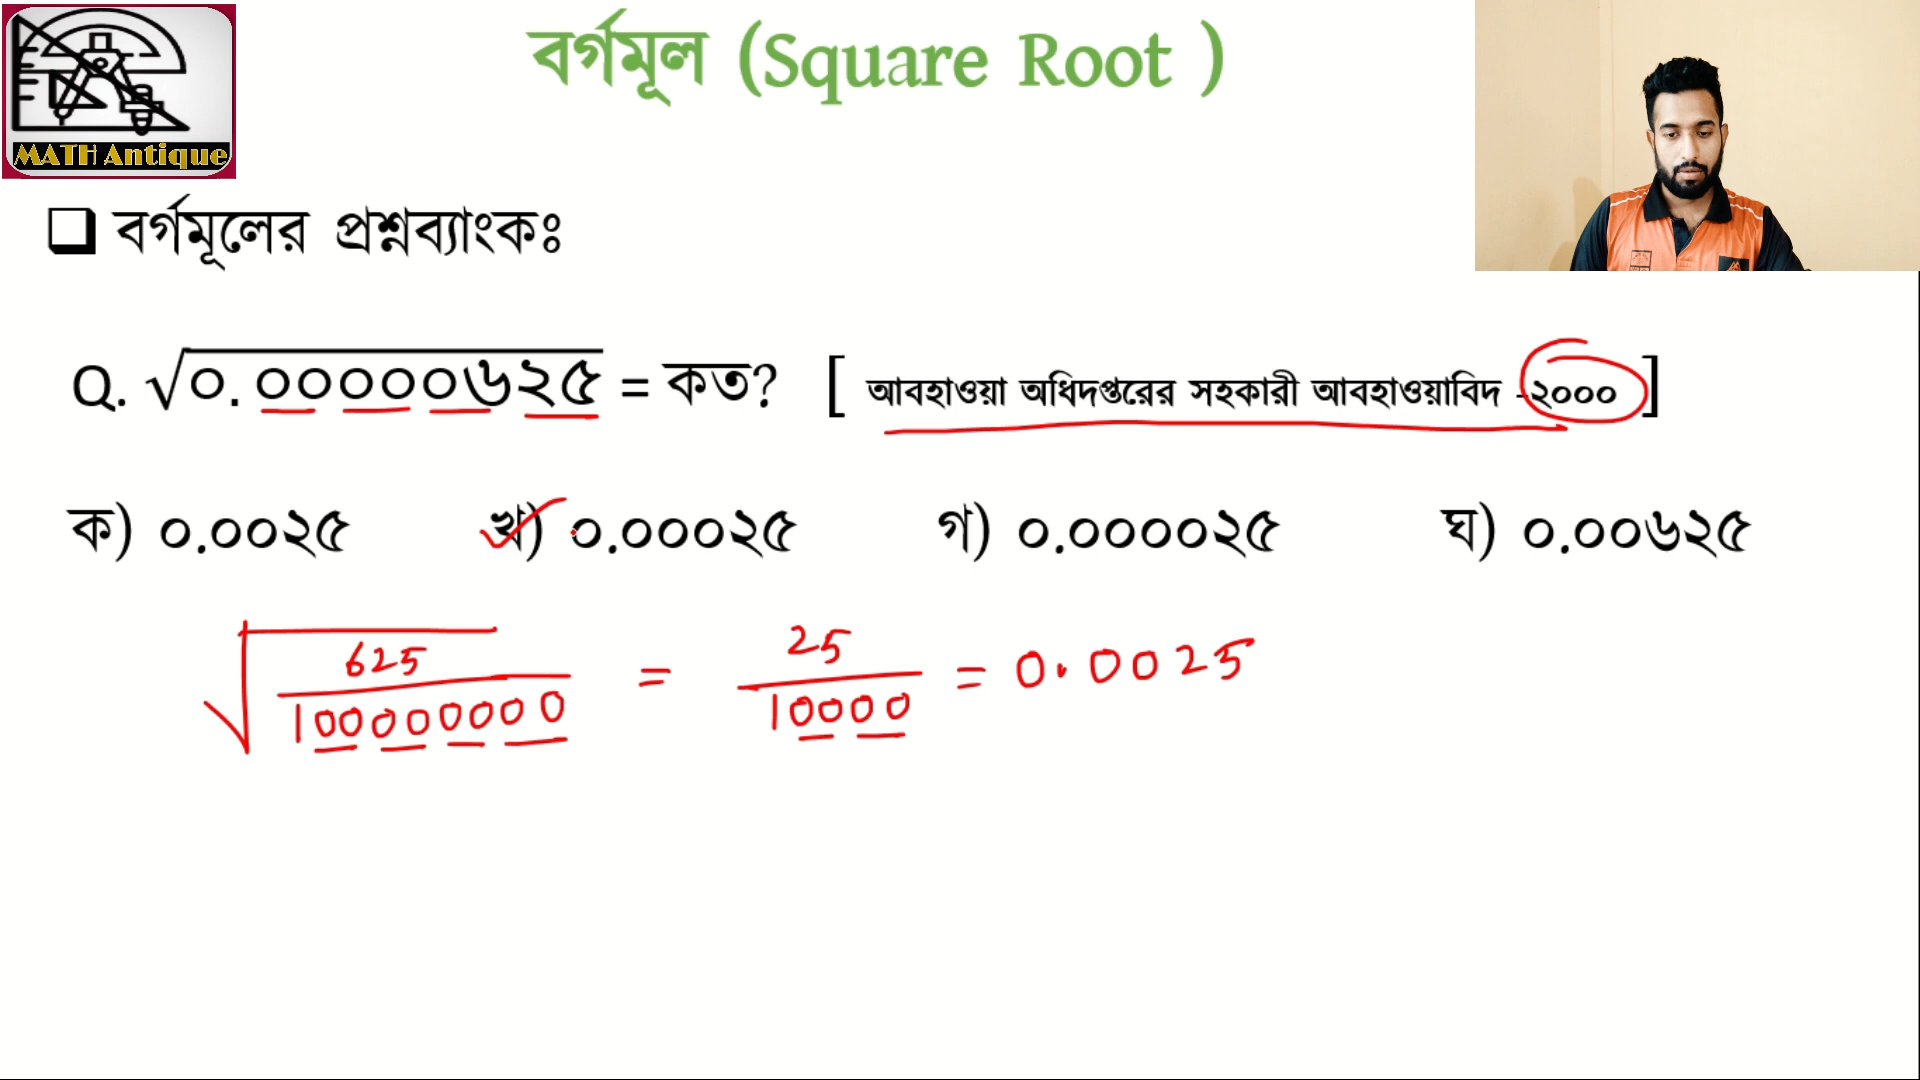 MATH Antique
বর্গমূল (Square Root )
❑ বর্গমূলের প্রশ্নব্যাংকঃ
Q. √০.০০০০০৬২৫ = কত? [ আবহাওয়া অধিদপ্তরের সহকারী আবহাওয়াবিদ -২০০০ ]
ক) ০.০০২৫ খ) ০.০০০২৫ গ) ০.০০০০২৫ ঘ) ০.০০৬২৫
√625/100000000 = 25/10000 = 0.0025